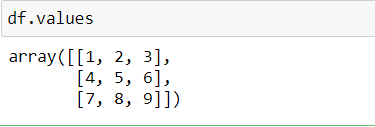 df.values
array([[1, 2, 3],
       [4, 5, 6],
       [7, 8, 9]])